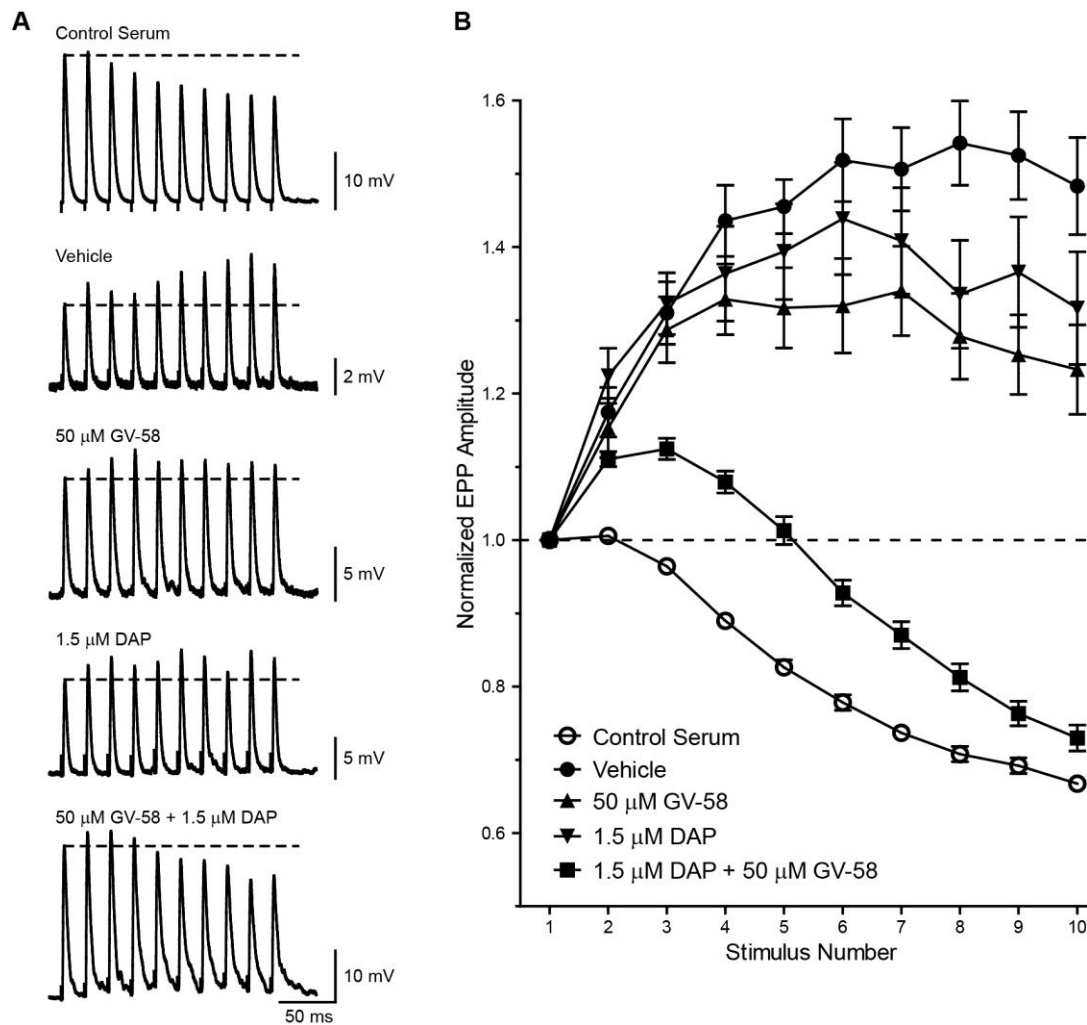 A
Control Serum
10 mV
Vehicle
2 mV
50 μM GV-58
5 mV
1.5 μM DAP
5 mV
50 μM GV-58 + 1.5 μM DAP
10 mV
50 ms
B
1.6
1.4
1.2
1.0
0.8
0.6
Normalized EPP Amplitude
Control Serum
Vehicle
50 μM GV-58
1.5 μM DAP
1.5 μM DAP + 50 μM GV-58
1 2 3 4 5 6 7 8 9 10
Stimulus Number